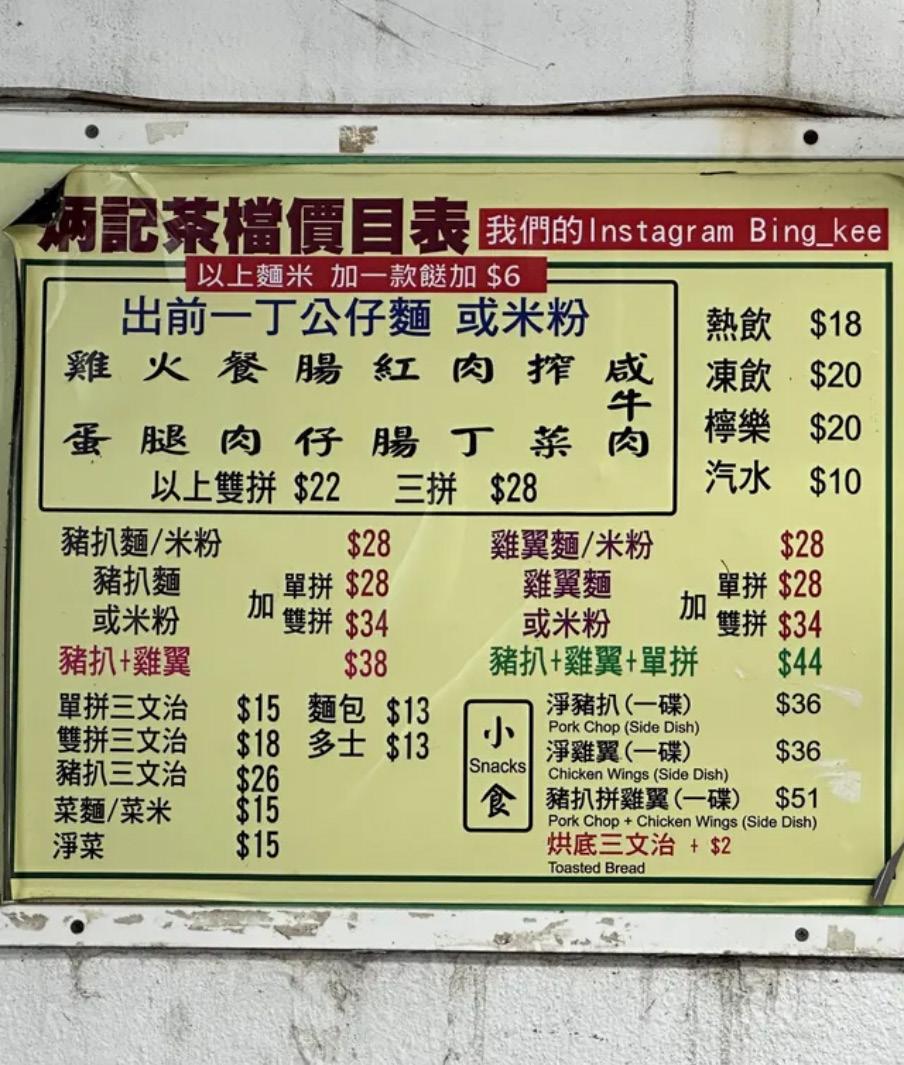 炳記茶檔價目表 我們的Instagram Bing_kee
以上麵米 加一款餸加 $6
出前一丁公仔麵 或米粉
雞蛋 火腿 餐肉 腸仔 紅腸 肉丁 搾菜 咸牛肉
以上雙拼 $22 三拼 $28
熱飲 $18
凍飲 $20
檸樂 $20
汽水 $10
豬扒麵/米粉 $28
豬扒麵 或米粉 加 單拼 $28
雙拼 $34
豬扒+雞翼 $38
雞翼麵/米粉 $28
雞翼麵 或米粉 加 單拼 $28
雙拼 $34
豬扒+雞翼+單拼 $44
單拼三文治 $15
雙拼三文治 $18
豬扒三文治 $26
菜麵/菜米 $15
淨菜 $15
麵包 $13
多士 $13
小食 Snacks
淨豬扒(一碟) $36
Pork Chop (Side Dish)
淨雞翼(一碟) $36
Chicken Wings (Side Dish)
豬扒拼雞翼(一碟) $51
Pork Chop + Chicken Wings (Side Dish)
烘底三文治 + $2
Toasted Bread